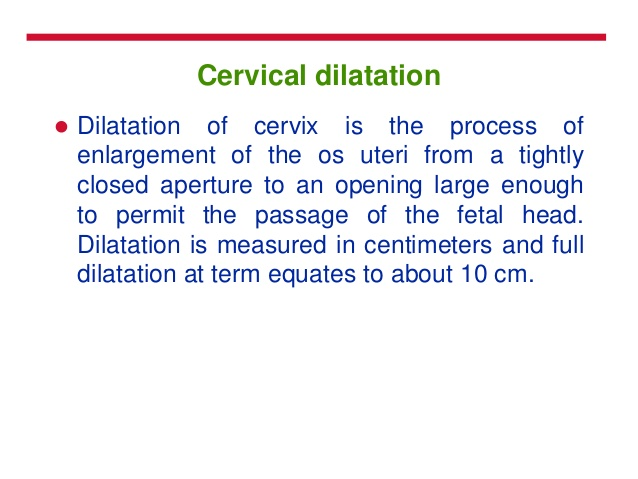 Cervical dilatation
Dilatation of cervix is the process of
enlargement of the os uteri from a tightly
closed aperture to an opening large enough
to permit the passage of the fetal head.
Dilatation is measured in centimeters and full
dilatation at term equates to about 10 cm.